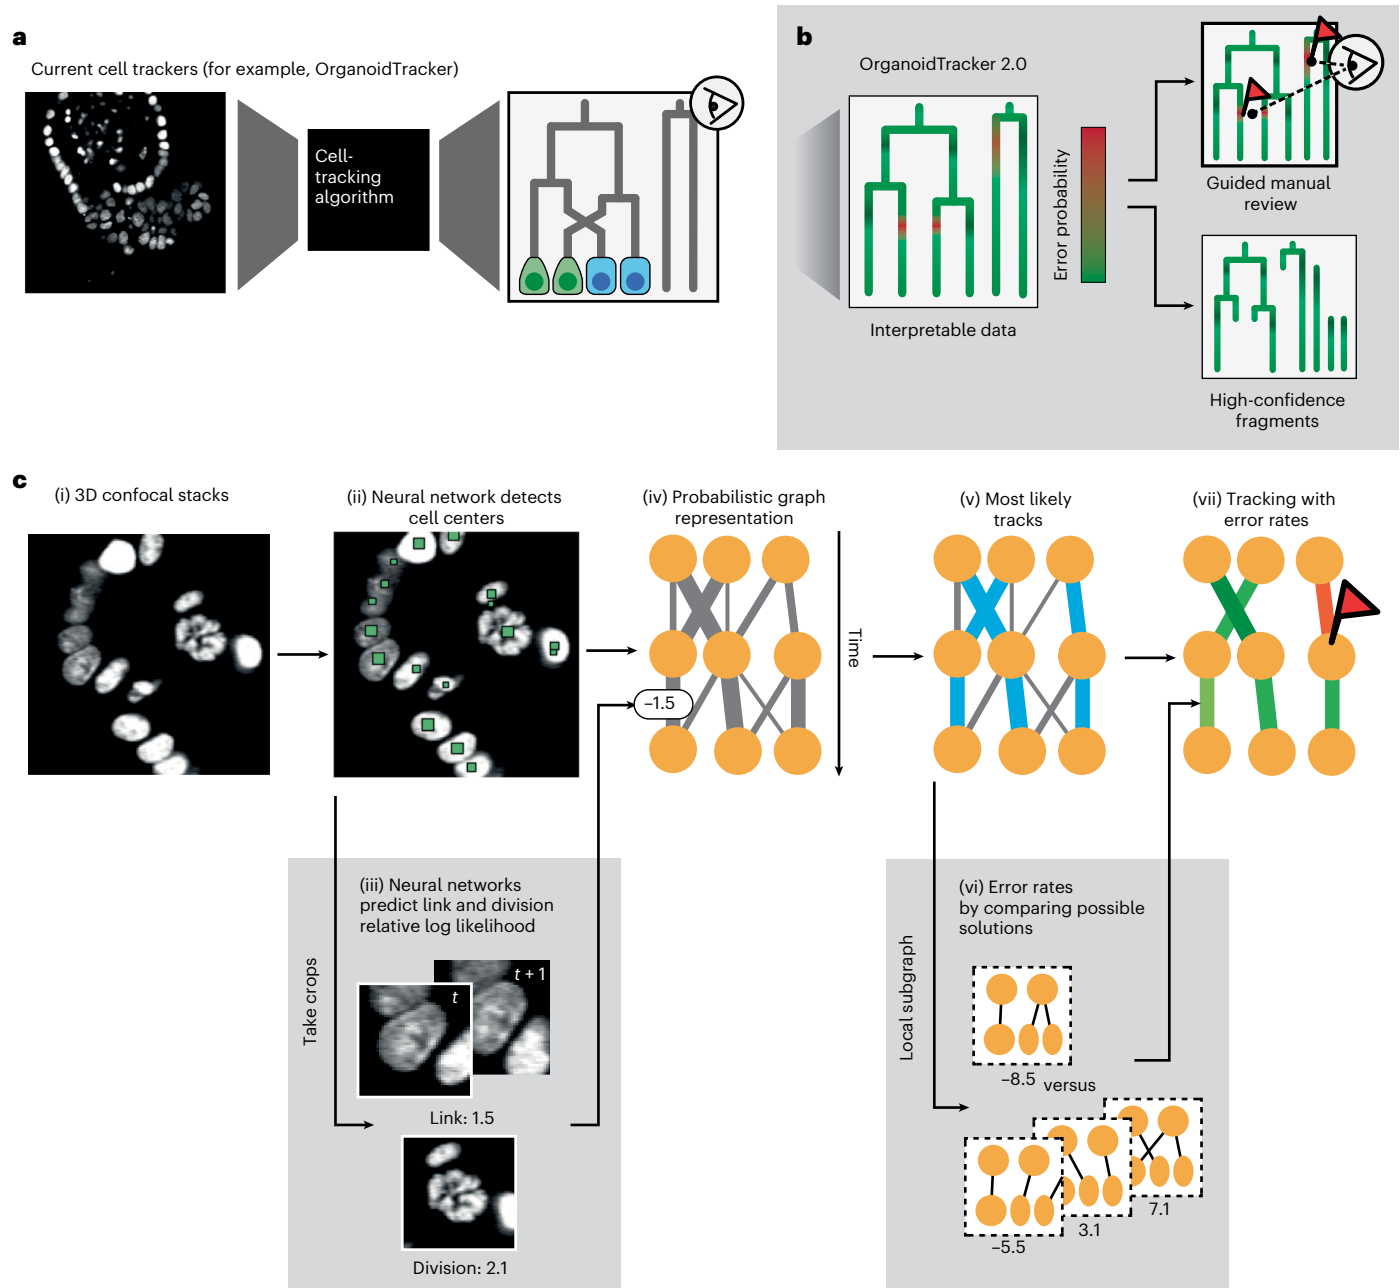 a
Current cell trackers (for example, OrganoidTracker)
Cell-
tracking
algorithm
b
OrganoidTracker 2.0
Interpretable data
Error probability
Guided manual
review
High-confidence
fragments
c
(i) 3D confocal stacks
(ii) Neural network detects
cell centers
(iv) Probabilistic graph
representation
(v) Most likely
tracks
(vii) Tracking with
error rates
Time
−1.5
Take crops
(iii) Neural networks
predict link and division
relative log likelihood
t
t + 1
Link: 1.5
Division: 2.1
Local subgraph
(vi) Error rates
by comparing possible
solutions
−8.5
versus
−5.5
3.1
7.1